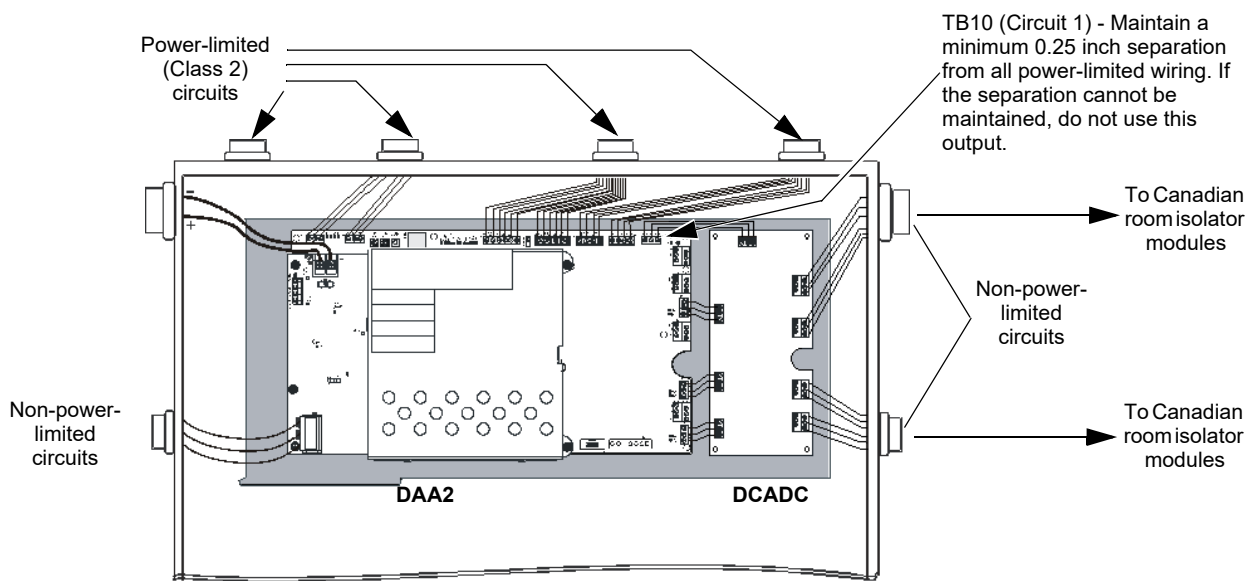 Power-limited
(Class 2)
circuits
TB10 (Circuit 1) - Maintain a
minimum 0.25 inch separation
from all power-limited wiring. If
the separation cannot be
maintained, do not use this
output.
-
+
To Canadian
room isolator
modules
Non-power-
limited
circuits
Non-power-
limited
circuits
To Canadian
room isolator
modules
DAA2
DCADC